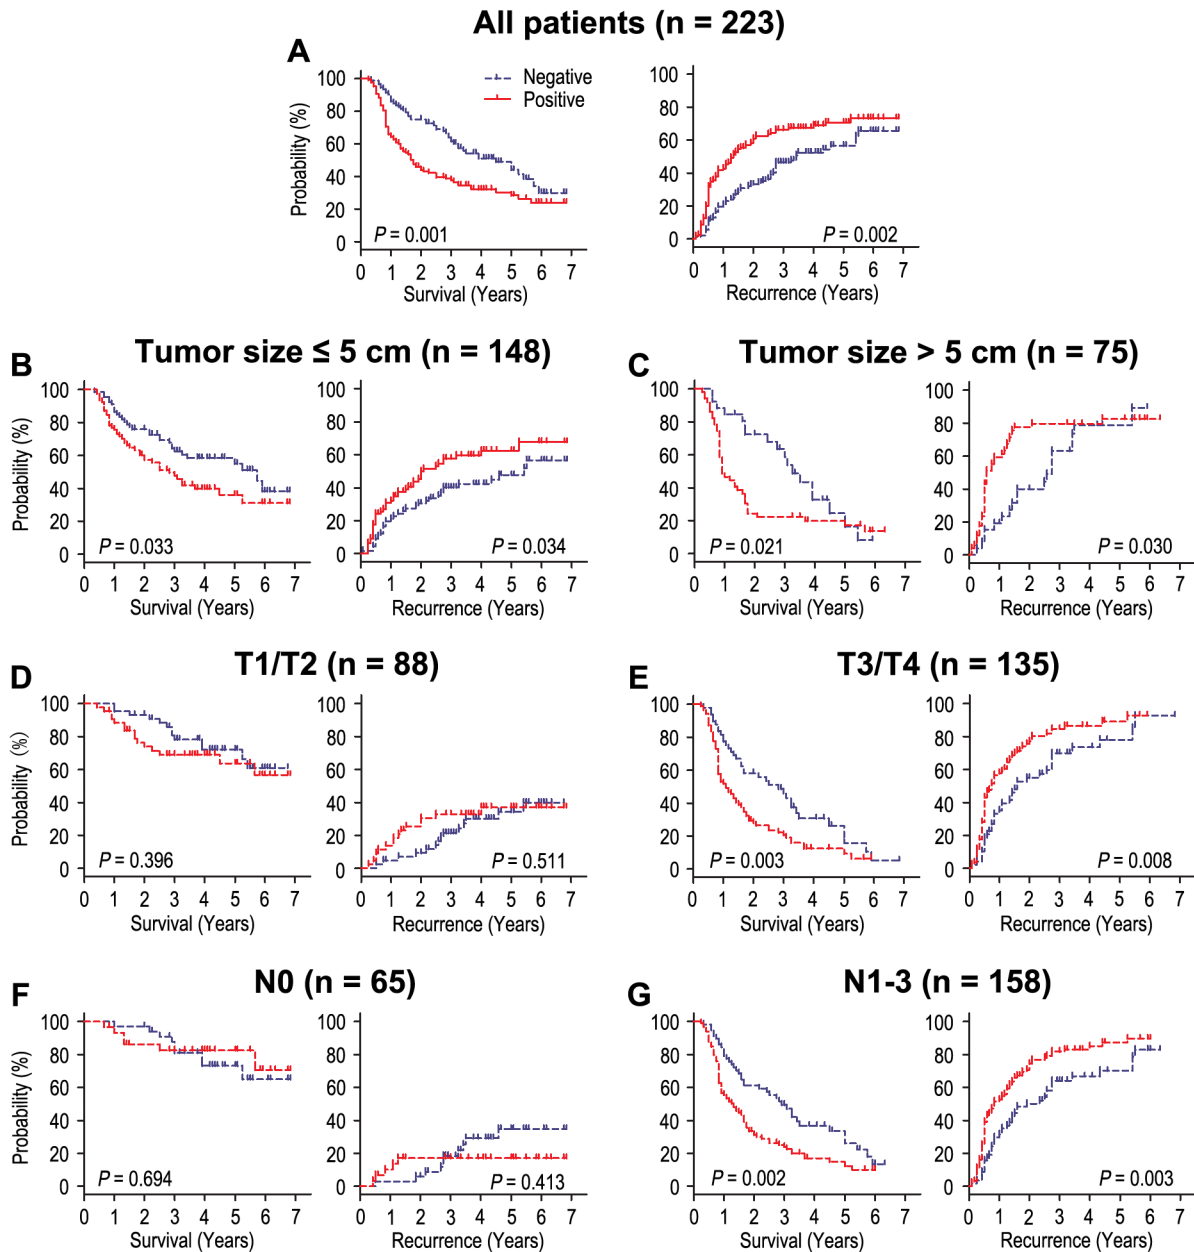 All patients (n = 223)
A
Negative
Positive
Probability (%)
100
80
60
40
20
0
P = 0.001
0 1 2 3 4 5 6 7
Survival (Years)
100
80
60
40
20
0
P = 0.002
0 1 2 3 4 5 6 7
Recurrence (Years)
B
Tumor size ≤ 5 cm (n = 148)
Probability (%)
100
80
60
40
20
0
P = 0.033
0 1 2 3 4 5 6 7
Survival (Years)
100
80
60
40
20
0
P = 0.034
0 1 2 3 4 5 6 7
Recurrence (Years)
C
Tumor size > 5 cm (n = 75)
100
80
60
40
20
0
P = 0.021
0 1 2 3 4 5 6 7
Survival (Years)
100
80
60
40
20
0
P = 0.030
0 1 2 3 4 5 6 7
Recurrence (Years)
D
T1/T2 (n = 88)
Probability (%)
100
80
60
40
20
0
P = 0.396
0 1 2 3 4 5 6 7
Survival (Years)
100
80
60
40
20
0
P = 0.511
0 1 2 3 4 5 6 7
Recurrence (Years)
E
T3/T4 (n = 135)
100
80
60
40
20
0
P = 0.003
0 1 2 3 4 5 6 7
Survival (Years)
100
80
60
40
20
0
P = 0.008
0 1 2 3 4 5 6 7
Recurrence (Years)
F
N0 (n = 65)
Probability (%)
100
80
60
40
20
0
P = 0.694
0 1 2 3 4 5 6 7
Survival (Years)
100
80
60
40
20
0
P = 0.413
0 1 2 3 4 5 6 7
Recurrence (Years)
G
N1-3 (n = 158)
100
80
60
40
20
0
P = 0.002
0 1 2 3 4 5 6 7
Survival (Years)
100
80
60
40
20
0
P = 0.003
0 1 2 3 4 5 6 7
Recurrence (Years)